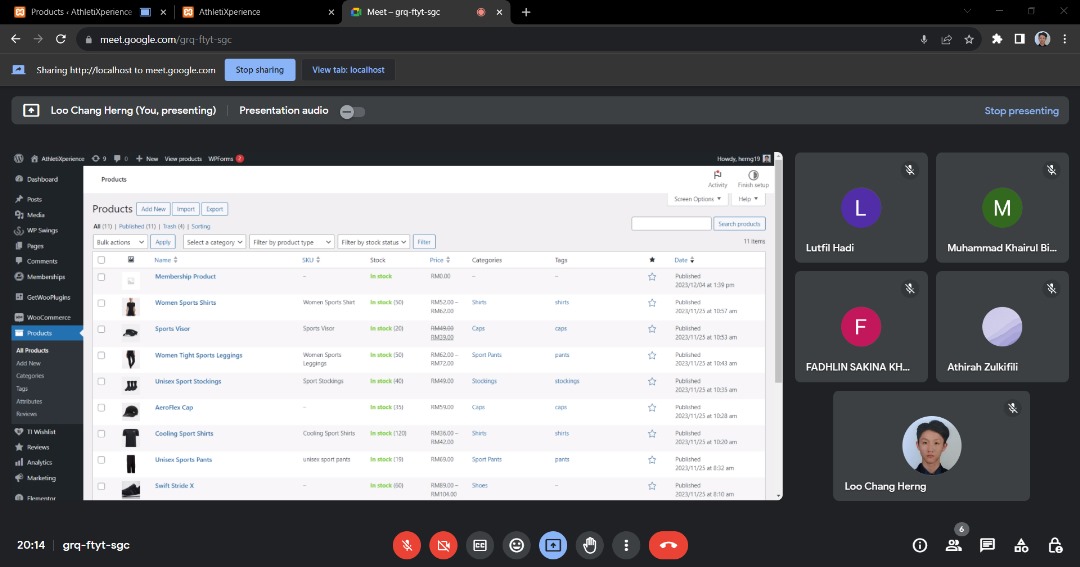 Products ‹ AthletiXperience
AthletiXperience
Meet – grq-ftyt-sgc
meet.google.com/grq-ftyt-sgc
Sharing http://localhost to meet.google.com
Stop sharing
View tab: localhost
Loo Chang Herng (You, presenting)
Presentation audio
Stop presenting
AthletiXperience 9 0 New View products WPForms 2
Howdy, herng19
Dashboard
Posts
Media
WP Swings
Pages
Comments
Memberships
GetWooPlugins
WooCommerce
Products
All Products
Add New
Categories
Tags
Attributes
Reviews
TI Wishlist
Reviews
Analytics
Marketing
Elementor
Products
Activity
Finish setup
Screen Options
Help
Products Add New Import Export
All (11) | Published (11) | Trash (4) | Sorting
Search products
Bulk actions Apply Select a category Filter by product type Filter by stock status Filter
11 items
Name SKU Stock Price Categories Tags Date
Membership Product – In stock RM0.00 – – Published
2023/12/04 at 1:39 pm
Women Sports Shirts Women Sports Shirt In stock (50) RM52.00 – Shirts shirts Published
RM62.00 2023/11/25 at 10:57 am
Sports Visor Sports Visor In stock (20) RM49.00 Caps caps Published
RM39.00 2023/11/25 at 10:53 am
Women Tight Sports Leggings Women Sports In stock (50) RM62.00 – Sport Pants pants Published
Leggings RM72.00 2023/11/25 at 10:43 am
Unisex Sport Stockings Sport Stockings In stock (40) RM49.00 Stockings stockings Published
2023/11/25 at 10:35 am
AeroFlex Cap – In stock (35) RM59.00 Caps caps Published
2023/11/25 at 10:28 am
Cooling Sport Shirts Cooling Sport Shirts In stock (120) RM36.00 – Shirts shirts Published
RM42.00 2023/11/25 at 10:20 am
Unisex Sports Pants unisex sport pants In stock (19) RM69.00 Sport Pants pants Published
2023/11/25 at 8:32 am
Swift Stride X – In stock (60) RM89.00 – Shoes – Published
RM104.00 2023/11/25 at 8:10 am
L
Lutfil Hadi
M
Muhammad Khairul Bi...
F
FADHLIN SAKINA KH...
Athirah Zulkifili
Loo Chang Herng
20:14 | grq-ftyt-sgc
6